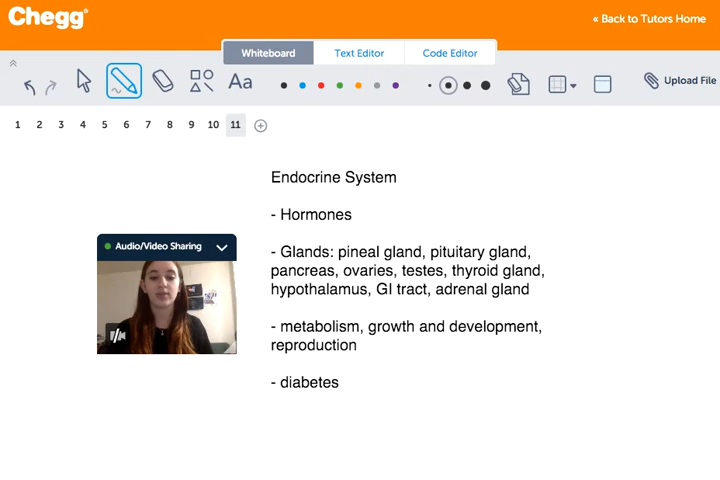 Chegg®
« Back to Tutors Home
Whiteboard
Text Editor
Code Editor
Aa
Upload File
1 2 3 4 5 6 7 8 9 10 11
Endocrine System
- Hormones
Audio/Video Sharing
- Glands: pineal gland, pituitary gland,
pancreas, ovaries, testes, thyroid gland,
hypothalamus, GI tract, adrenal gland
- metabolism, growth and development,
reproduction
- diabetes